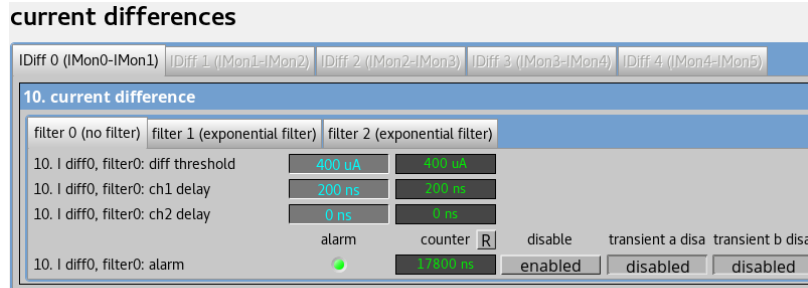 current differences
IDiff 0 (IMon0-IMon1) IDiff 1 (IMon1-IMon2) IDiff 2 (IMon2-IMon3) IDiff 3 (IMon3-IMon4) IDiff 4 (IMon4-IMon5)
10. current difference
filter 0 (no filter) filter 1 (exponential filter) filter 2 (exponential filter)
10. I diff0, filter0: diff threshold 400 uA 400 uA
10. I diff0, filter0: ch1 delay 200 ns 200 ns
10. I diff0, filter0: ch2 delay 0 ns 0 ns
alarm counter R disable transient a disa transient b disa
10. I diff0, filter0: alarm 17800 ns enabled disabled disabled